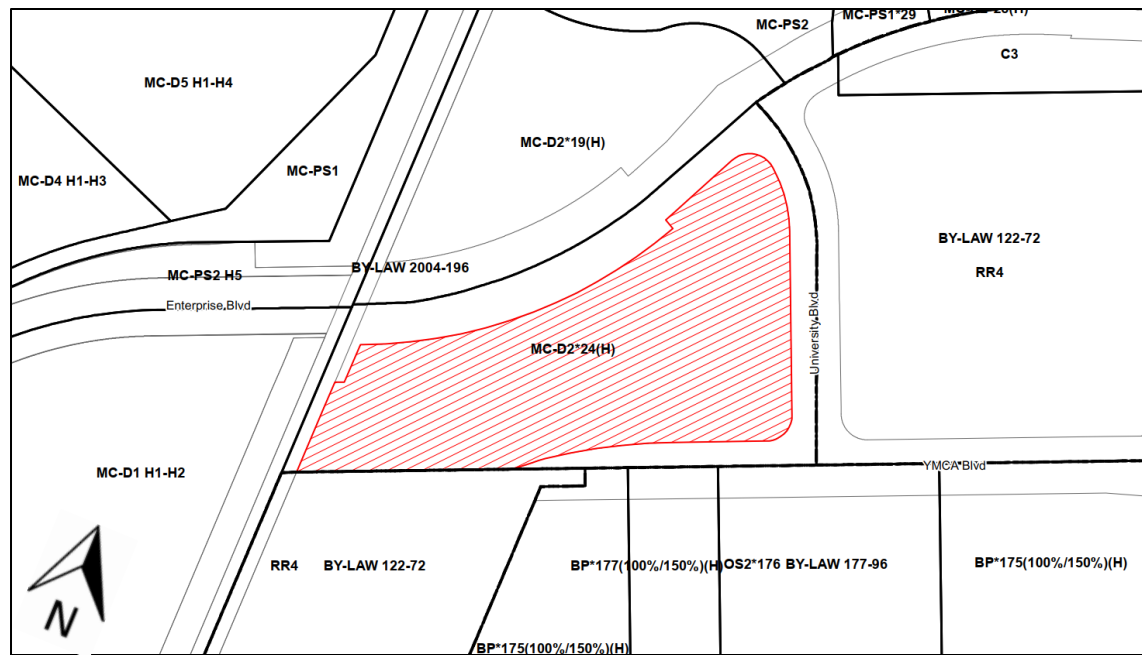 MC-PS2
MC-PS1*29
C3
MC-D5 H1-H4
MC-D2*19(H)
MC-PS1
MC-D4 H1-H3
BY-LAW 122-72
RR4
BY-LAW 2004-196
MC-PS2 H5
Enterprise Blvd
University Blvd
MC-D2*24(H)
MC-D1 H1-H2
YMCA Blvd
RR4
BY-LAW 122-72
BP*177(100%/150%)(H)
OS2*176
BY-LAW 177-96
BP*175(100%/150%)(H)
N
BP*175(100%/150%)(H)